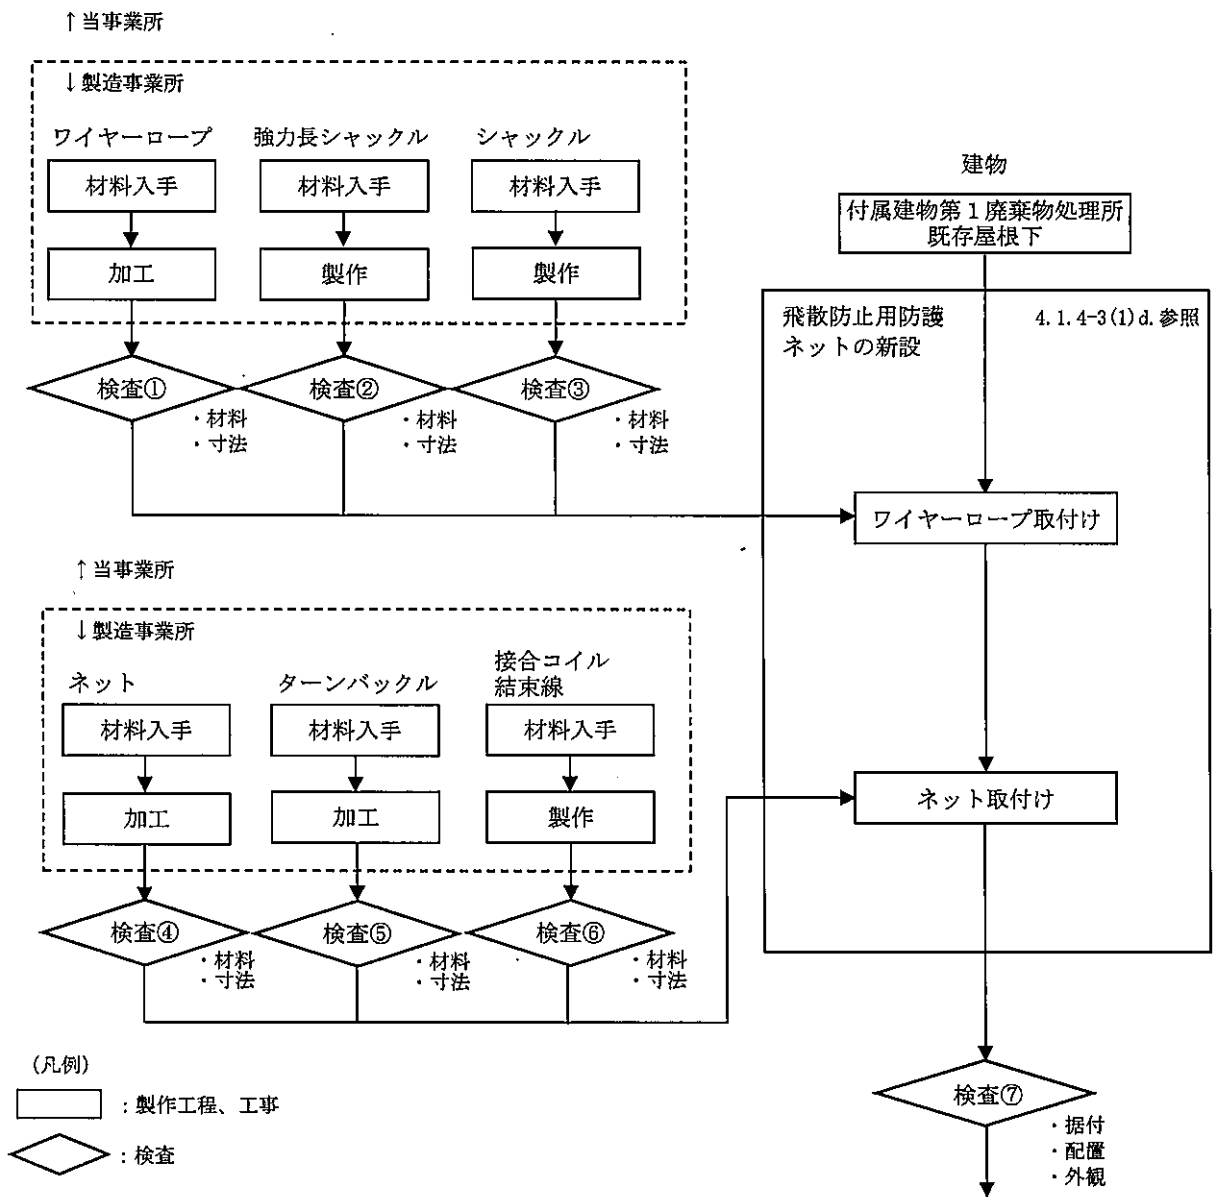 ↑当事業所
↓製造事業所
ワイヤーロープ
強力長シャックル
シャックル
材料入手
材料入手
材料入手
加工
製作
製作
検査①
検査②
検査③
・材料
・寸法
・材料
・寸法
・材料
・寸法
建物
付属建物第1廃棄物処理所
既存屋根下
飛散防止用防護
ネットの新設
4.1.4-3(1)d.参照
ワイヤーロープ取付け
↑当事業所
↓製造事業所
ネット
ターンバックル
接合コイル
結束線
材料入手
材料入手
材料入手
加工
加工
製作
ネット取付け
検査④
検査⑤
検査⑥
・材料
・寸法
・材料
・寸法
・材料
・寸法
検査⑦
・据付
・配置
・外観
(凡例)
：製作工程、工事
：検査